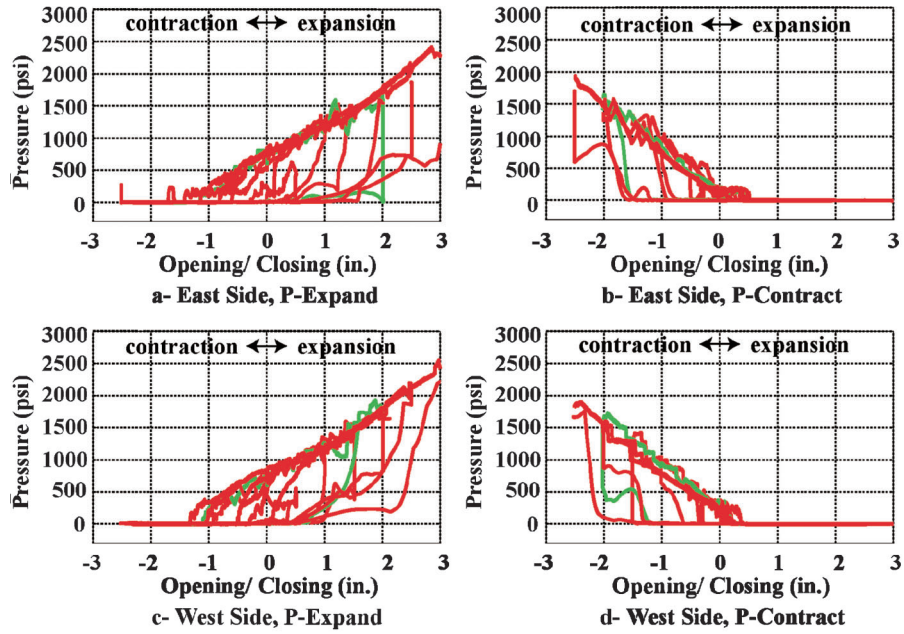 3000
contraction ↔ expansion
2500
2000
1500
1000
500
0
Pressure (psi)
-3 -2 -1 0 1 2 3
Opening/ Closing (in.)
a- East Side, P-Expand
3000
contraction ↔ expansion
2500
2000
1500
1000
500
0
Pressure (psi)
-3 -2 -1 0 1 2 3
Opening/ Closing (in.)
b- East Side, P-Contract
3000
contraction ↔ expansion
2500
2000
1500
1000
500
0
Pressure (psi)
-3 -2 -1 0 1 2 3
Opening/ Closing (in.)
c- West Side, P-Expand
3000
contraction ↔ expansion
2500
2000
1500
1000
500
0
Pressure (psi)
-3 -2 -1 0 1 2 3
Opening/ Closing (in.)
d- West Side, P-Contract